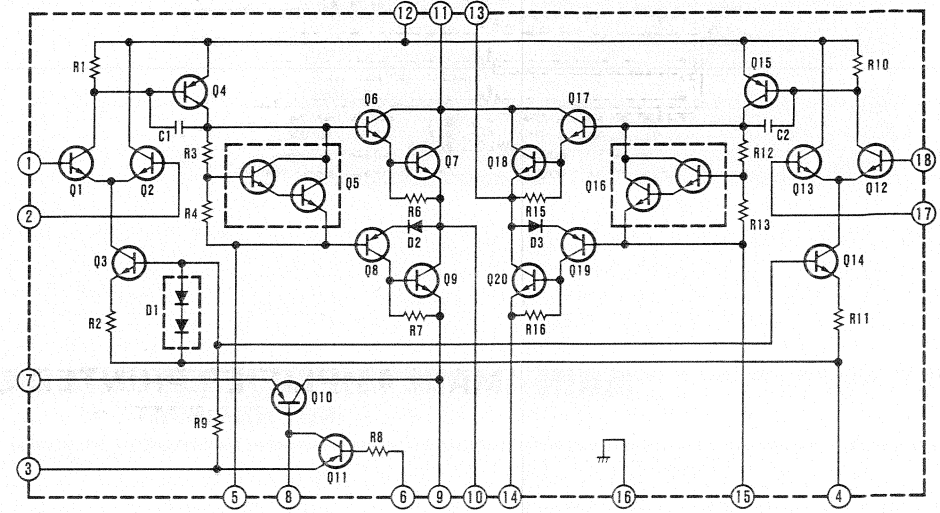 12 11 13
R1 Q4 Q6 Q17 Q15 R10
C1 C2
1 Q1 Q2 R3 Q5 Q7 Q18 Q16 R12 Q13 Q12 18
2 R4 R6 R15 R13 17
D2 D3
Q3 Q8 Q9 Q20 Q19 Q14
D1
R2 R7 R16 R11
7 Q10
R9 R8
3 Q11
5 8 6 9 10 14 16 15 4